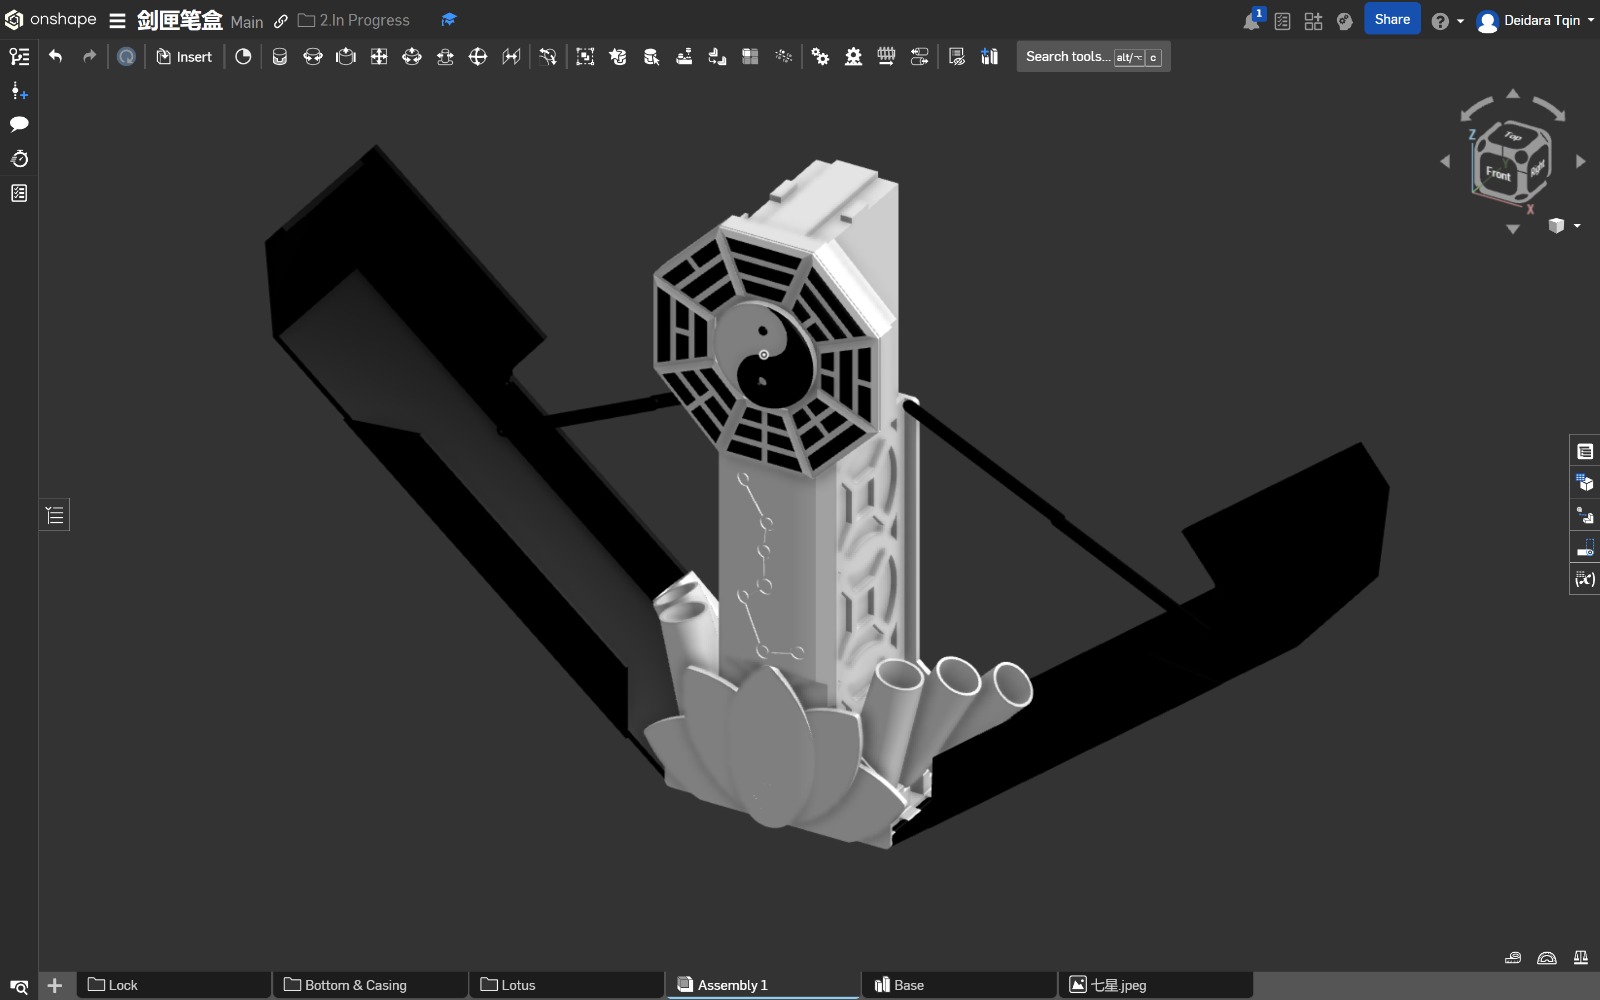 onshape 剑匣笔盒 Main 2.In Progress 1 Share Deidara Tqin
Insert Search tools... alt/⌥ c
Top
Z Y
Front Right
X
(x)
Lock Bottom & Casing Lotus Assembly 1 Base 七星.jpeg